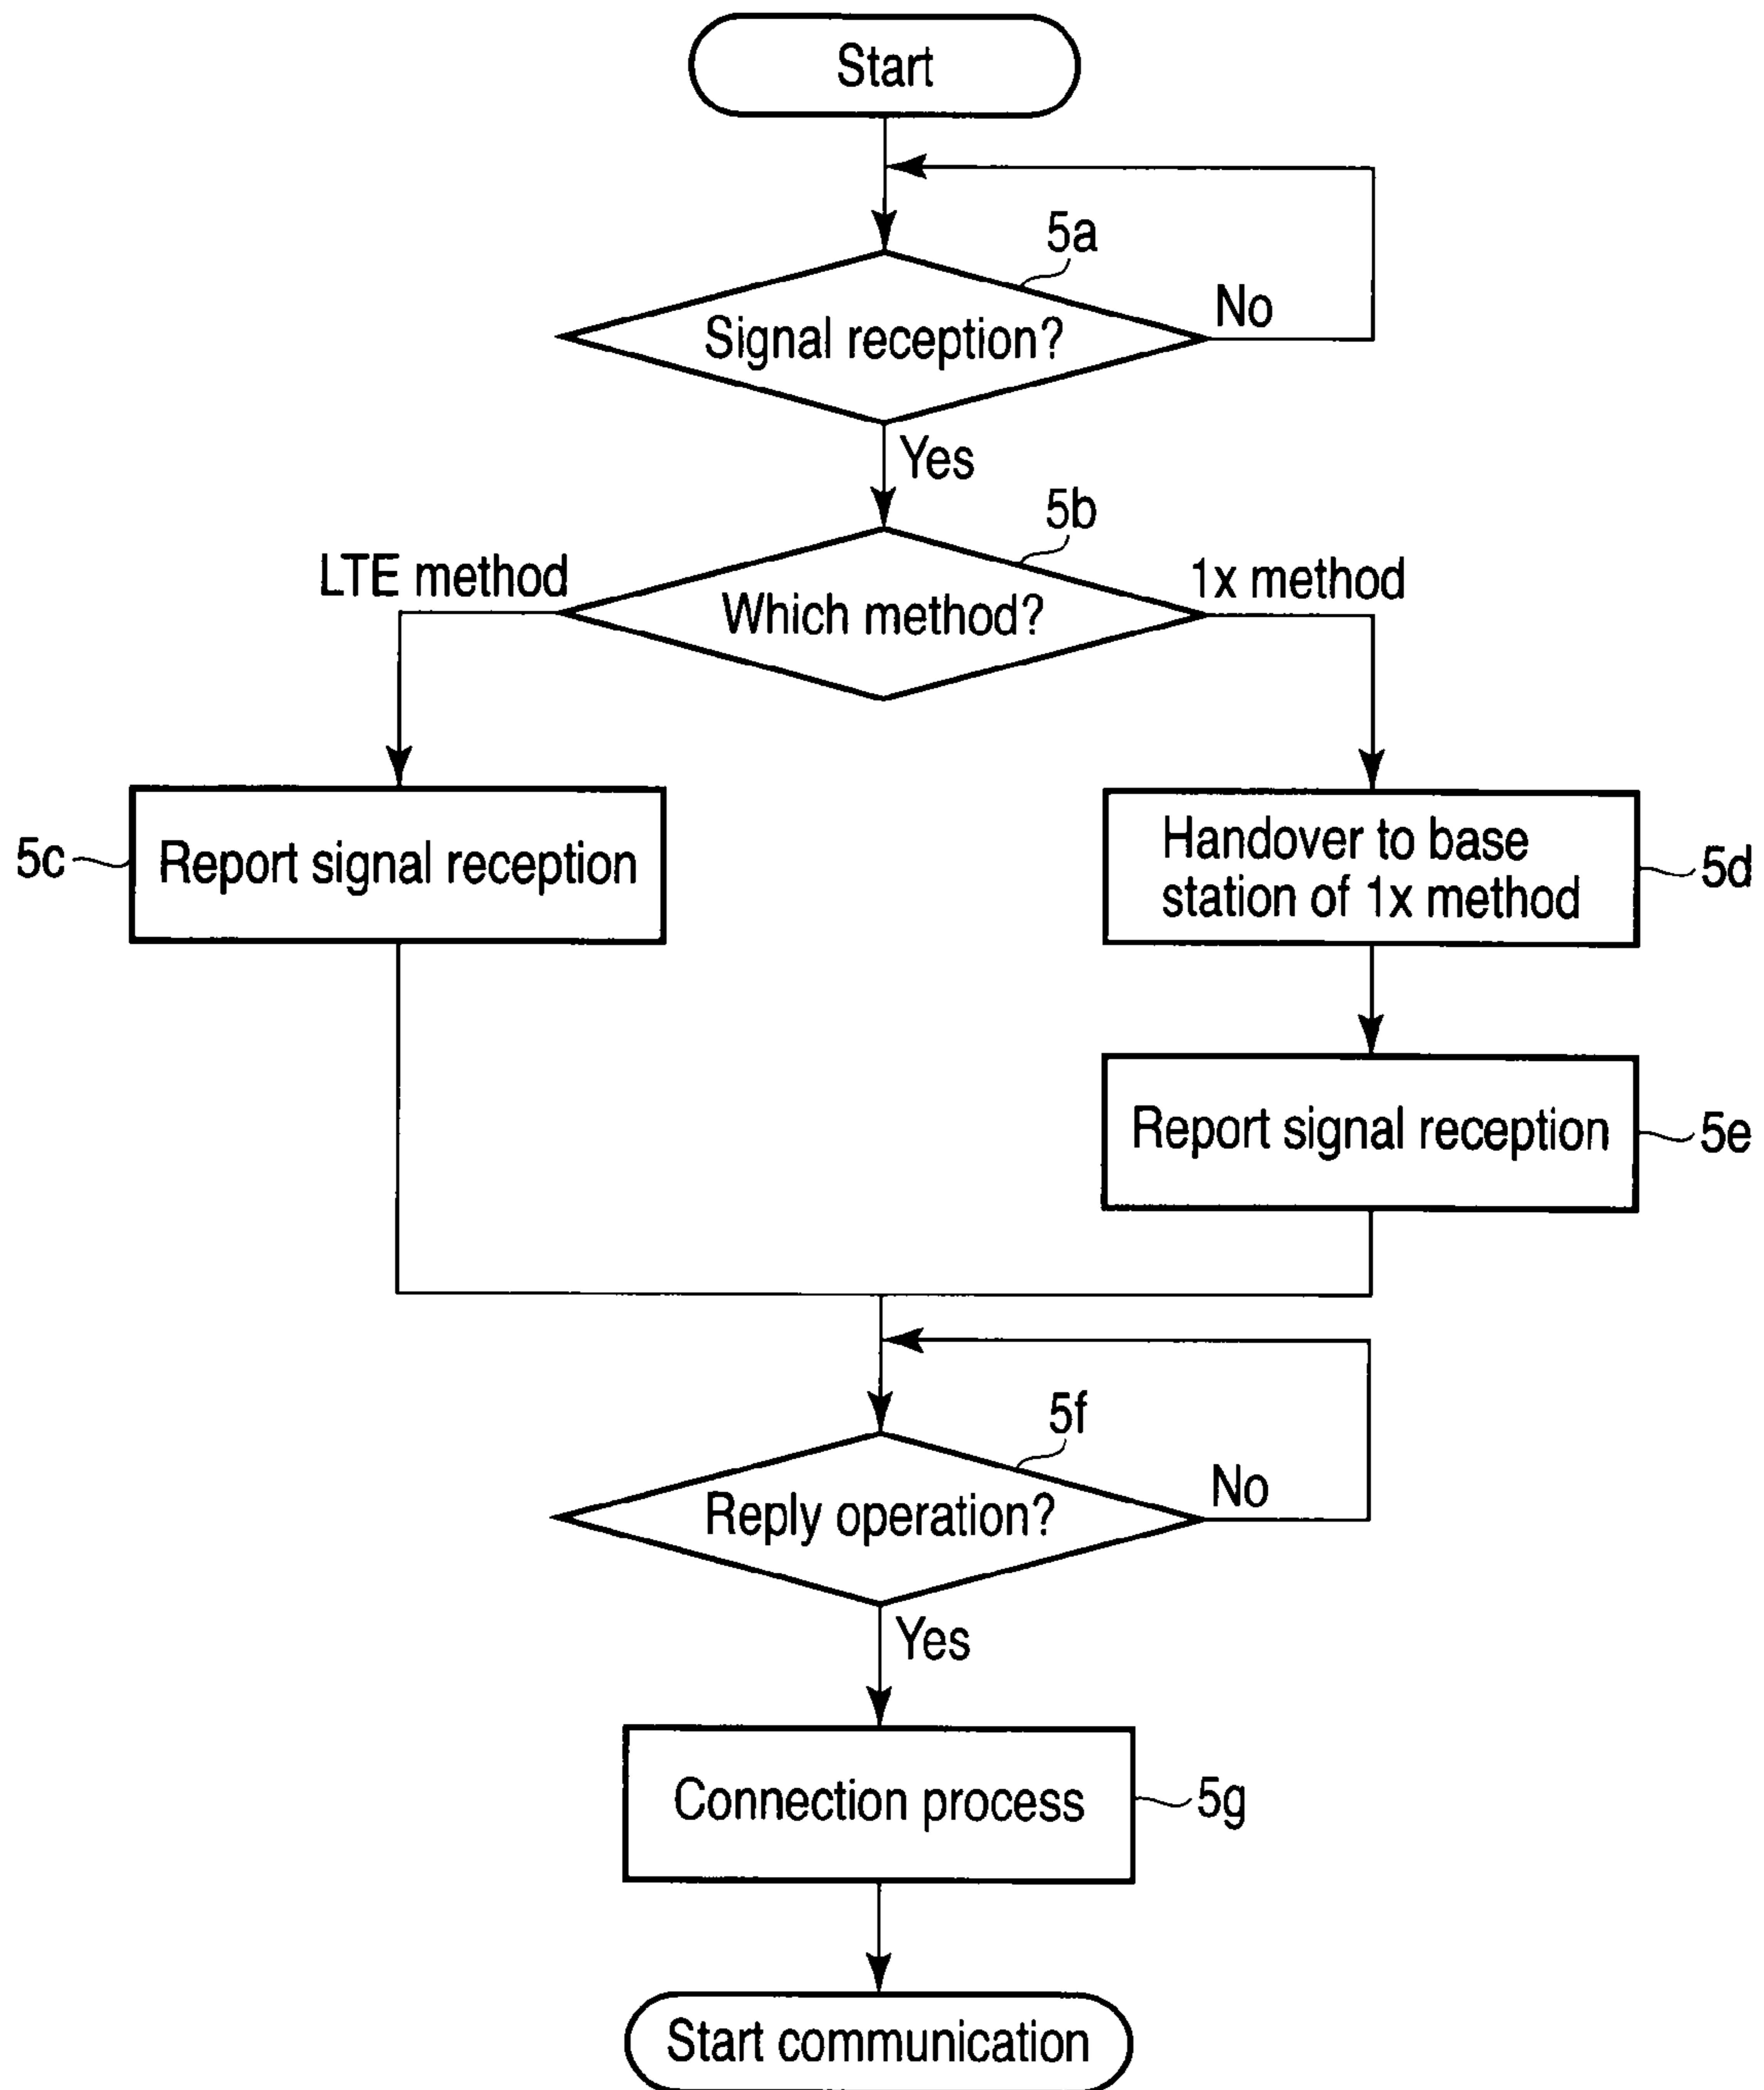 Start
5a
Signal reception?
No
Yes
5b
LTE method
Which method?
1x method
5c
Report signal reception
Handover to base
station of 1x method
5d
Report signal reception
5e
5f
Reply operation?
No
Yes
Connection process
5g
Start communication